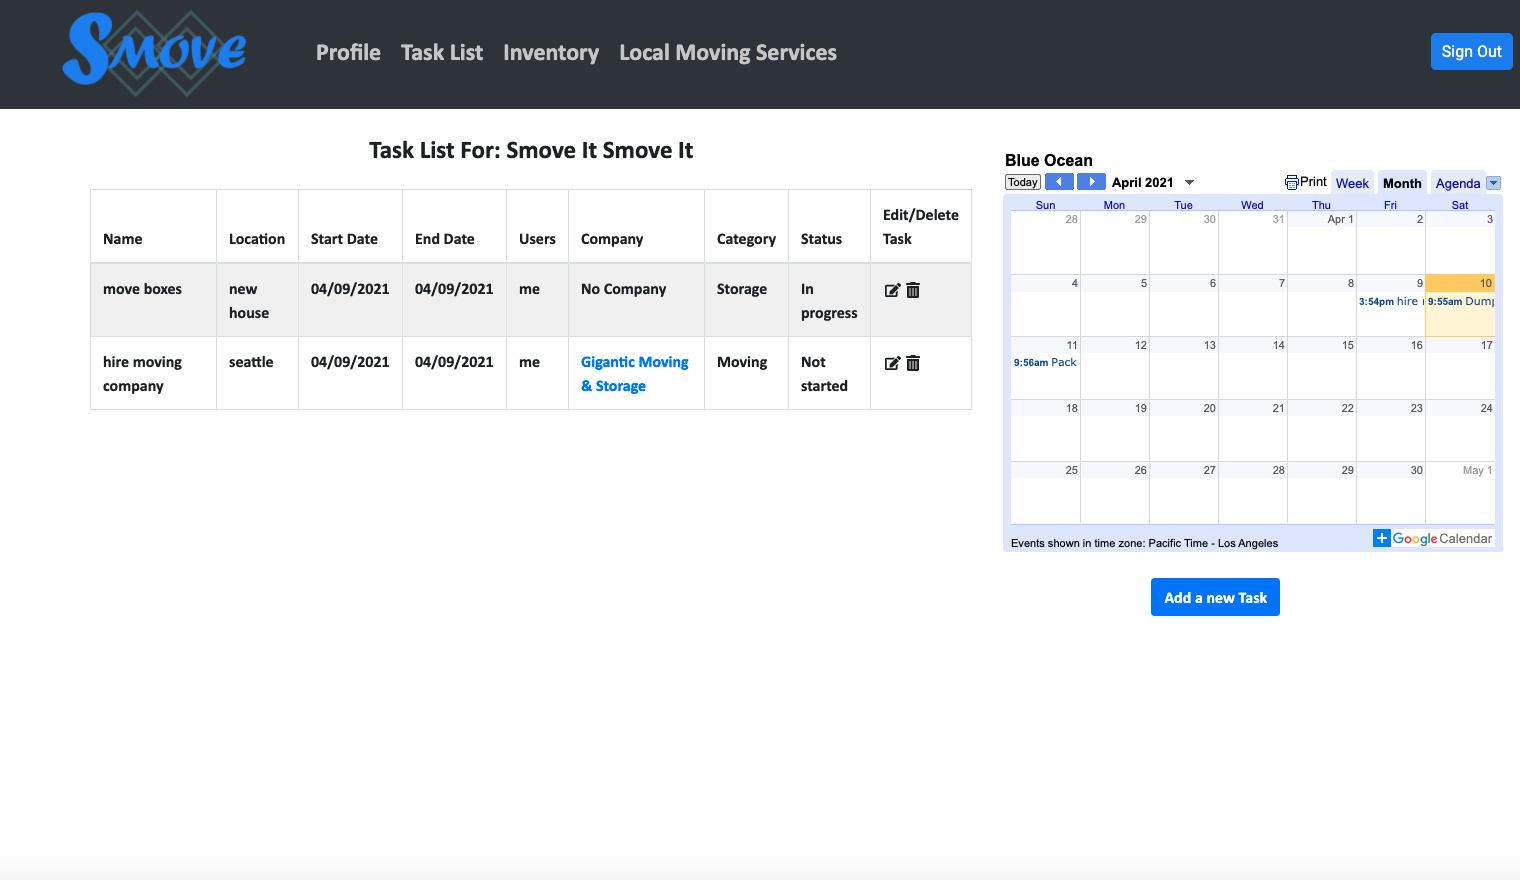 Smove
Profile Task List Inventory Local Moving Services
Sign Out
Task List For: Smove It Smove It
Name Location Start Date End Date Users Company Category Status Edit/Delete Task
move boxes new house 04/09/2021 04/09/2021 me No Company Storage In progress
hire moving company seattle 04/09/2021 04/09/2021 me Gigantic Moving & Storage Moving Not started
Blue Ocean
Today April 2021 Print Week Month Agenda
Sun Mon Tue Wed Thu Fri Sat
28 29 30 31 Apr 1 2 3
4 5 6 7 8 9 10
3:54pm hire 9:55am Dump
11 12 13 14 15 16 17
9:56am Pack
18 19 20 21 22 23 24
25 26 27 28 29 30 May 1
Events shown in time zone: Pacific Time - Los Angeles
Google Calendar
Add a new Task